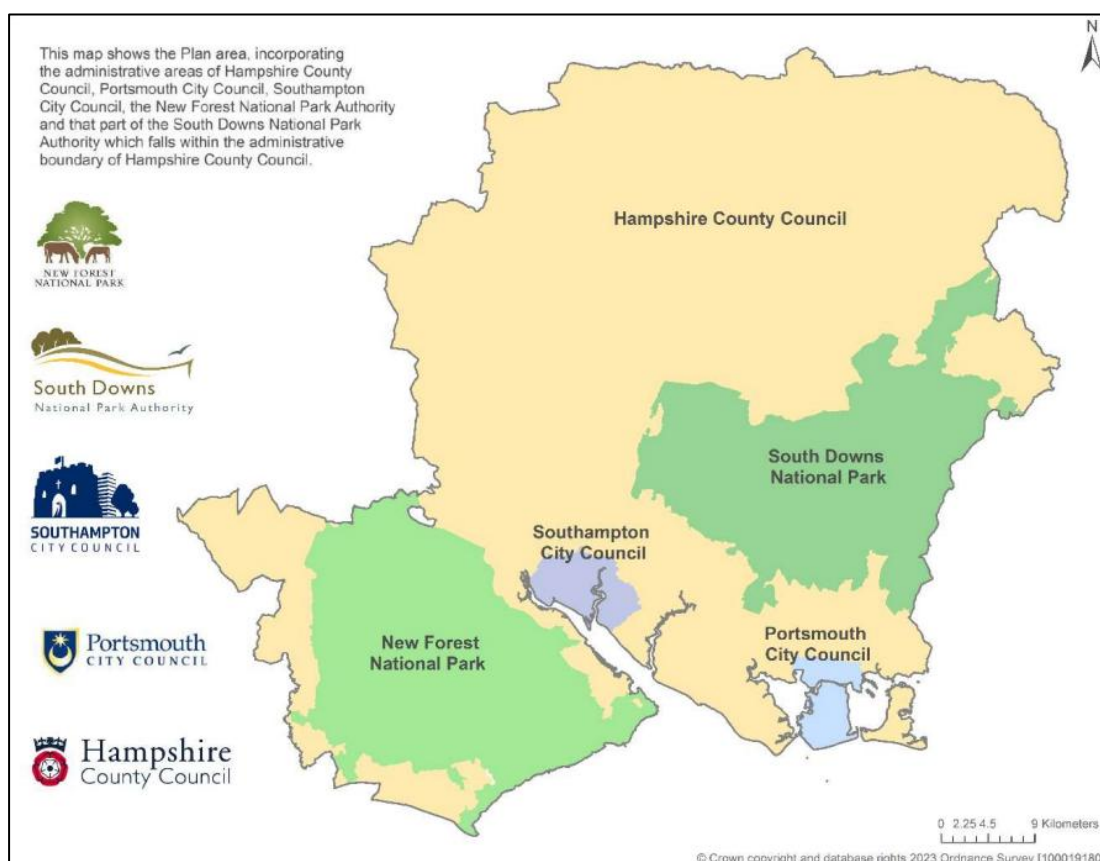 This map shows the Plan area, incorporating
the administrative areas of Hampshire County
Council, Portsmouth City Council, Southampton
City Council, the New Forest National Park Authority
and that part of the South Downs National Park
Authority which falls within the administrative
boundary of Hampshire County Council.
N
NEW FOREST
NATIONAL PARK
South Downs
National Park Authority
SOUTHAMPTON
CITY COUNCIL
Portsmouth
CITY COUNCIL
Hampshire
County Council
Hampshire County Council
South Downs
National Park
Southampton
City Council
New Forest
National Park
Portsmouth
City Council
0 2.25 4.5 9 Kilometers
© Crown copyright and database rights 2023 Ordnance Survey [100019180